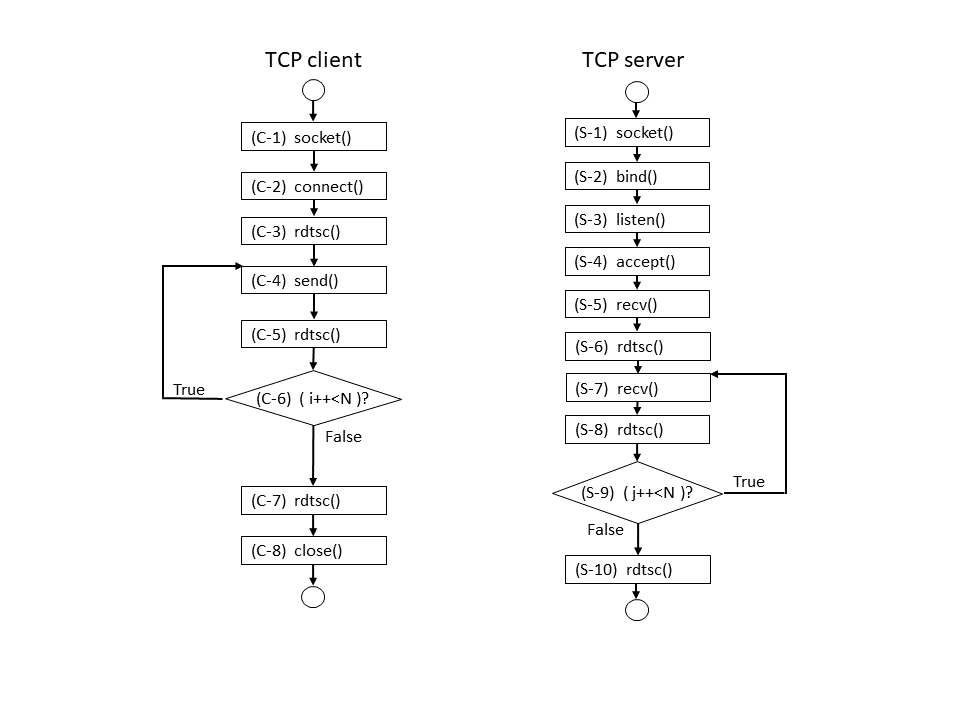 TCP client
(C-1) socket()
(C-2) connect()
(C-3) rdtsc()
(C-4) send()
(C-5) rdtsc()
(C-6) ( i++<N )?
True
False
(C-7) rdtsc()
(C-8) close()
TCP server
(S-1) socket()
(S-2) bind()
(S-3) listen()
(S-4) accept()
(S-5) recv()
(S-6) rdtsc()
(S-7) recv()
(S-8) rdtsc()
(S-9) ( j++<N )?
True
False
(S-10) rdtsc()